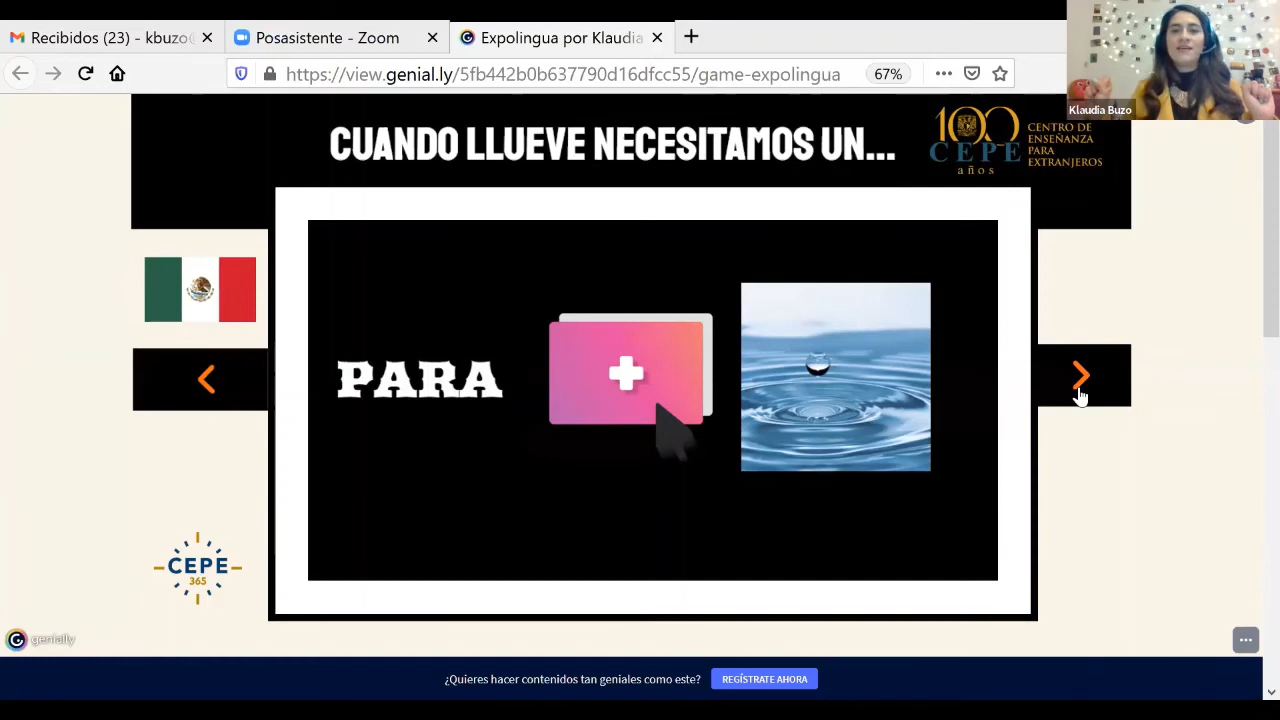 Recibidos (23) - kbuzo
Posasistente - Zoom
Expolingua por Klaudia
https://view.genial.ly/5fb442b0b637790d16dfcc55/game-expolingua
67%
Klaudia Buzo
CUANDO LLUEVE NECESITAMOS UN...
100
CEPE
años
CENTRO DE
ENSEÑANZA
PARA
EXTRANJEROS
PARA
CEPE
365
genially
¿Quieres hacer contenidos tan geniales como este?
REGÍSTRATE AHORA